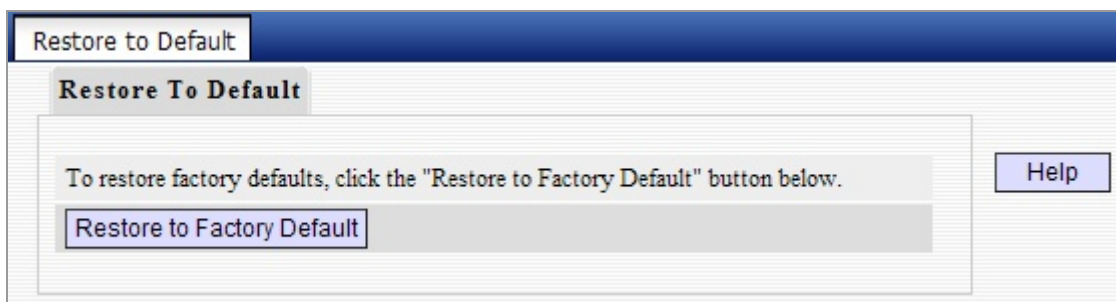 Restore to Default
Restore To Default
To restore factory defaults, click the "Restore to Factory Default" button below.
Help
Restore to Factory Default